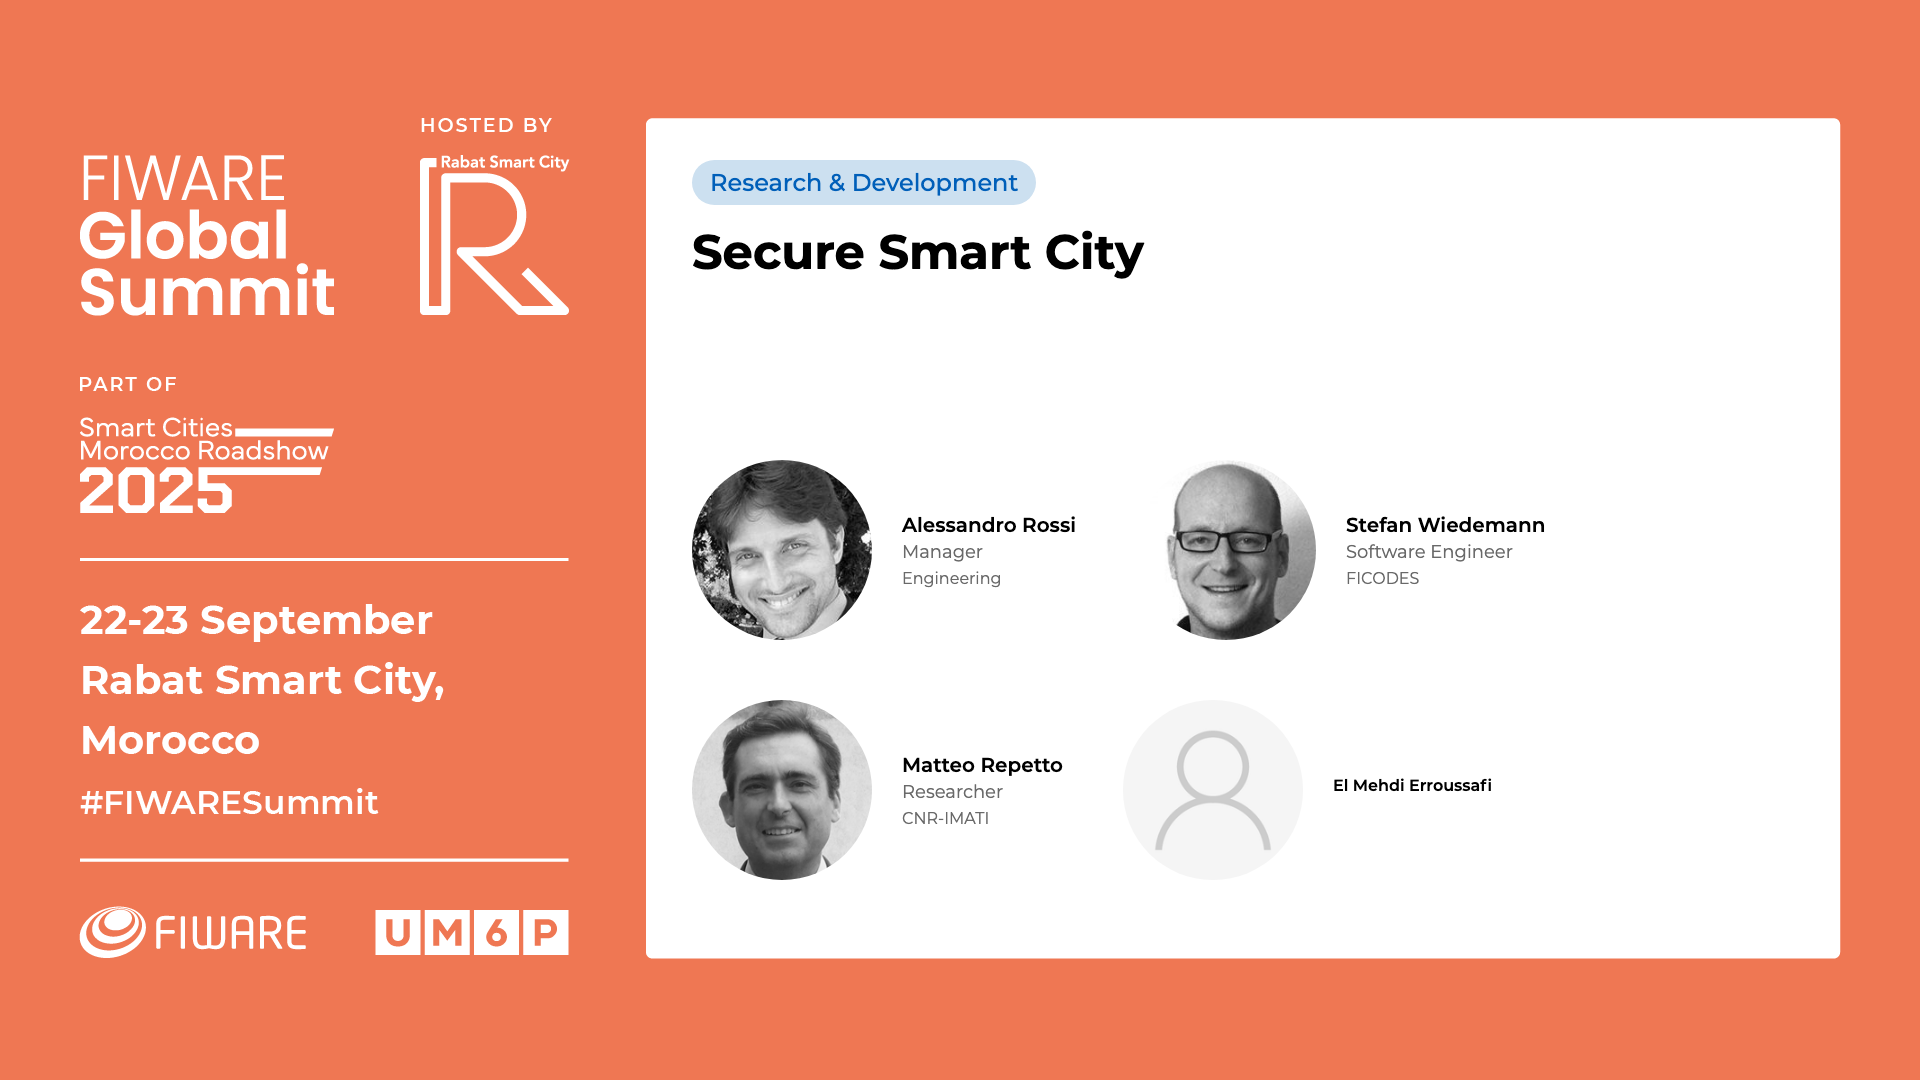 FIWARE
Global
Summit
HOSTED BY
Rabat Smart City
R
PART OF
Smart Cities
Morocco Roadshow
2025
22-23 September
Rabat Smart City,
Morocco
#FIWARESummit
FIWARE
UM6P
Research & Development
Secure Smart City
Alessandro Rossi
Manager
Engineering
Stefan Wiedemann
Software Engineer
FICODES
Matteo Repetto
Researcher
CNR-IMATI
El Mehdi Erroussafi